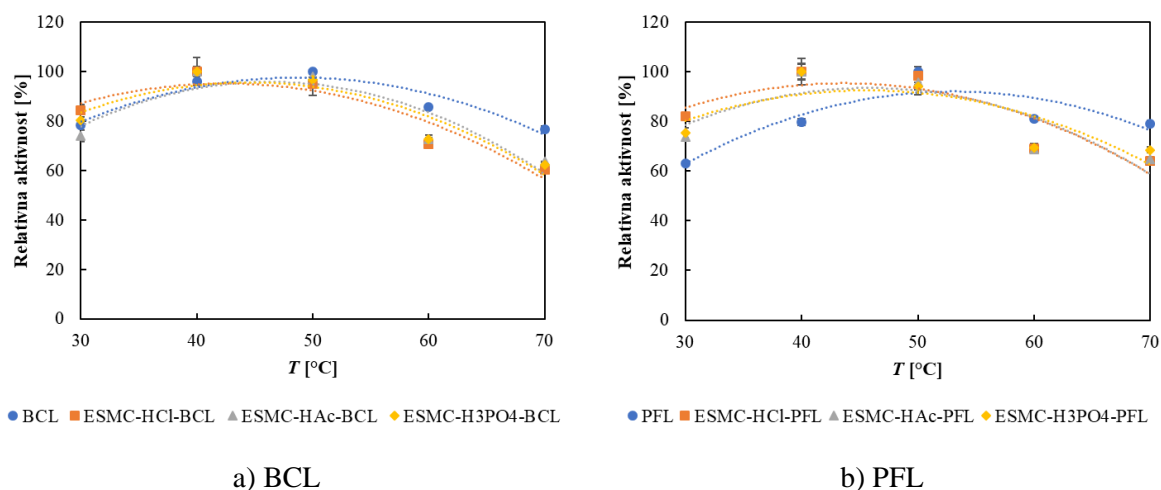 120
100
80
60
40
20
0
Relativna aktivnost [%]
30 40 50 60 70
T [°C]
BCL ESMC-HCl-BCL ESMC-HAc-BCL ESMC-H3PO4-BCL
a) BCL
120
100
80
60
40
20
0
Relativna aktivnost [%]
30 40 50 60 70
T [°C]
PFL ESMC-HCl-PFL ESMC-HAc-PFL ESMC-H3PO4-PFL
b) PFL